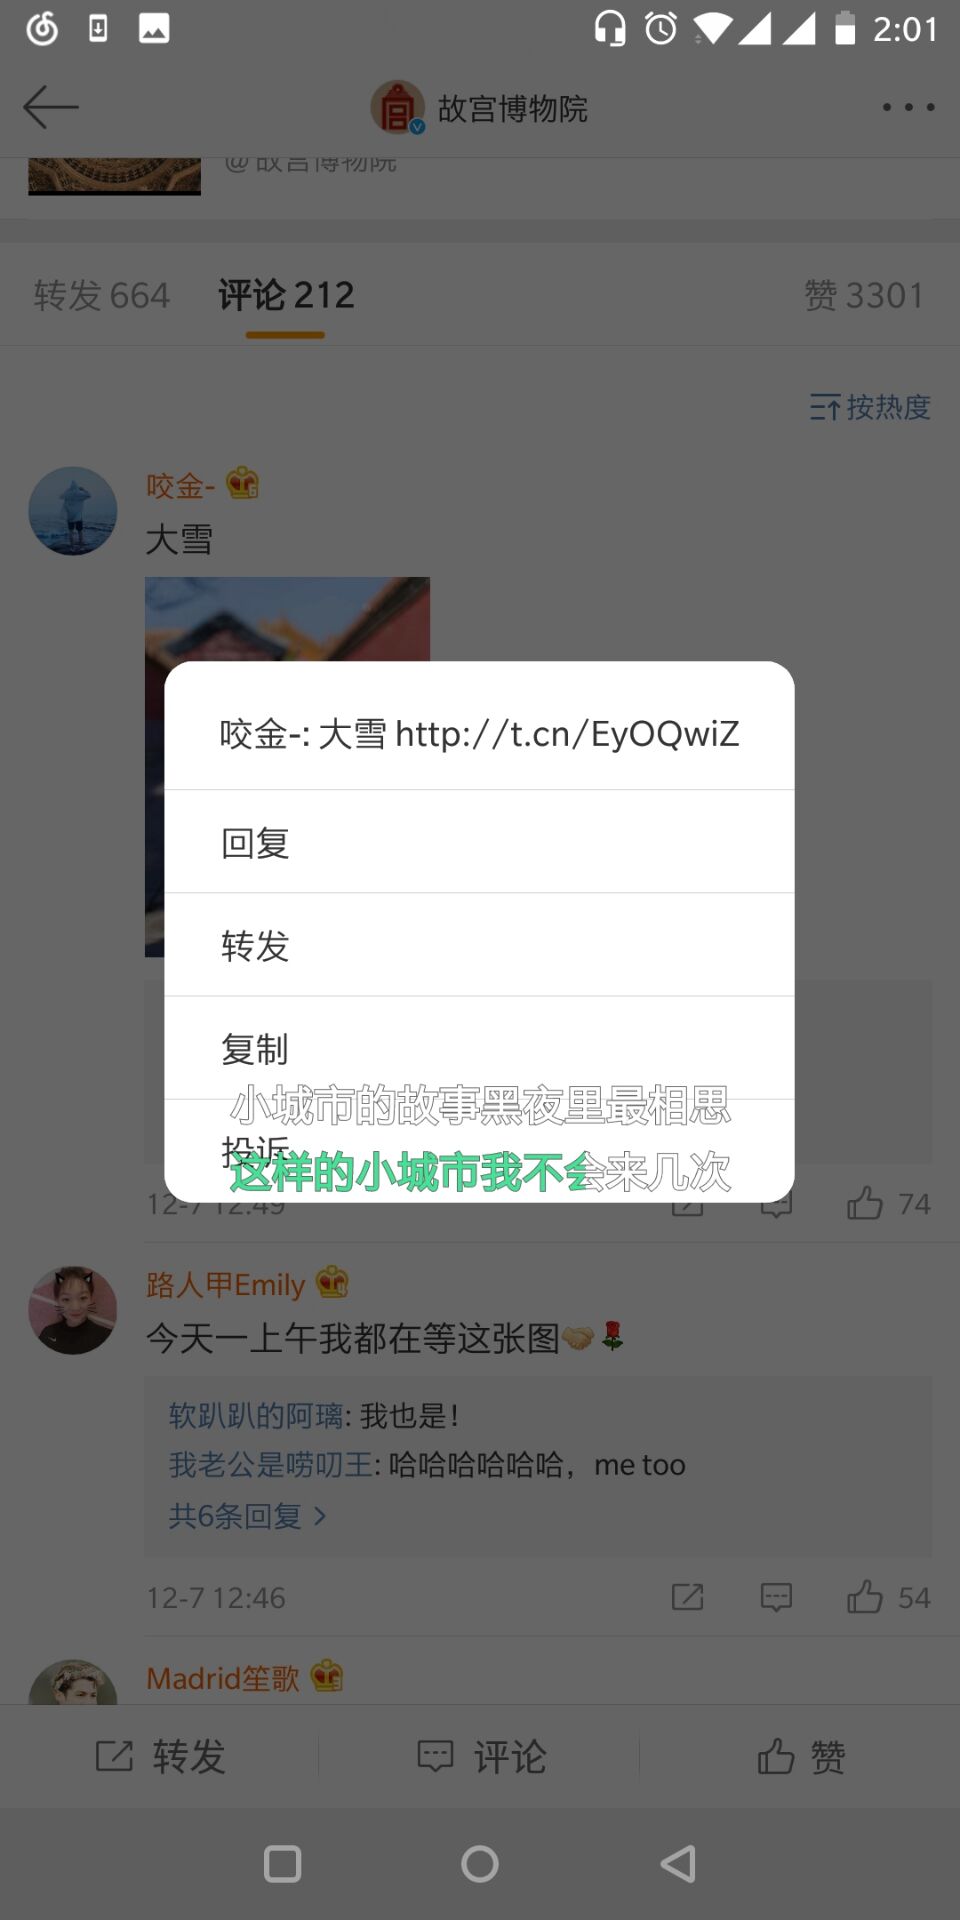 2:01
故宫博物院
@故宫博物院
转发 664
评论 212
赞 3301
按热度
咬金-
大雪
咬金-: 大雪 http://t.cn/EyOQwiZ
回复
转发
复制
小城市的故事黑夜里最相思
投诉
这样的小城市我不会来几次
12-7 12:49
74
路人甲Emily
今天一上午我都在等这张图
软趴趴的阿璃: 我也是！
我老公是唠叨王: 哈哈哈哈哈哈，me too
共6条回复 >
12-7 12:46
54
Madrid笙歌
转发
评论
赞